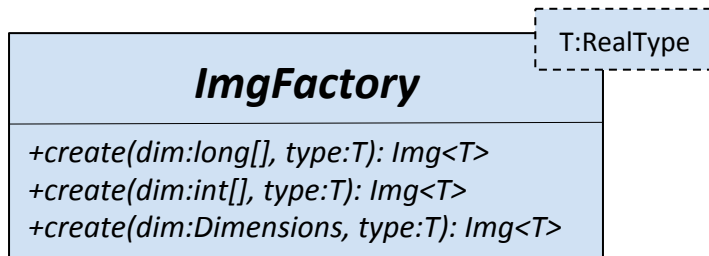 T:RealType
ImgFactory
+create(dim:long[], type:T): Img<T>
+create(dim:int[], type:T): Img<T>
+create(dim:Dimensions, type:T): Img<T>